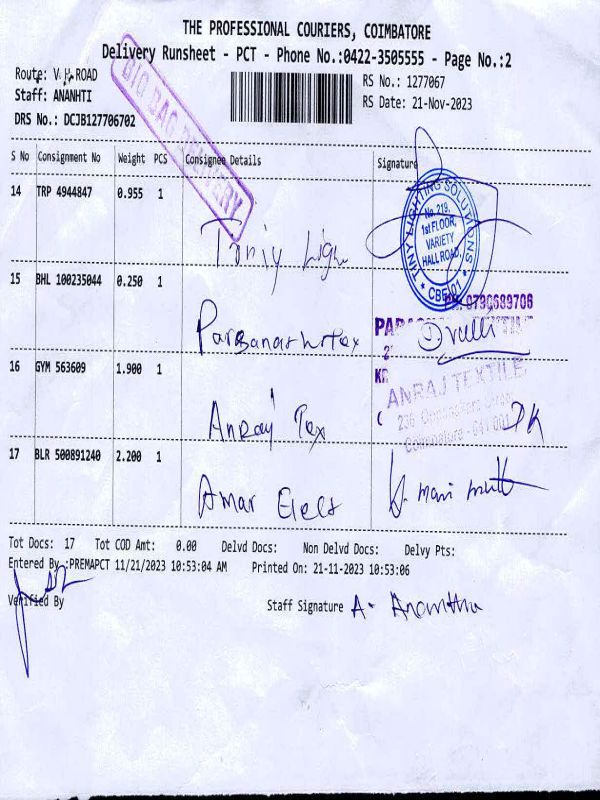 THE PROFESSIONAL COURIERS, COIMBATORE
Delivery Runsheet - PCT - Phone No.:0422-3505555 - Page No.:2
Route: V.H.ROAD
RS No.: 1277067
Staff: ANANHTI
RS Date: 21-Nov-2023
DRS No.: DCJB127706702
BIG BAG DELIVERY
S No Consignment No Weight PCS Consignee Details Signature
14 TRP 4944847 0.955 1
Tiniy Ligh
TINY LIGHTING SOLUTIONS
No. 219,
1st FLOOR,
VARIETY
HALL ROAD,
* CBE-01 *
15 BHL 100235044 0.250 1
Parsanath tex
16 GYM 563609 1.900 1
Anraj Tex
ANRAJ TEXTILE
236
Coimbatore - 641 001
17 BLR 500891240 2.200 1
Amar Elect
Tot Docs: 17 Tot COD Amt: 0.00 Delvd Docs: Non Delvd Docs: Delvy Pts:
Entered By :PREMAPCT 11/21/2023 10:53:04 AM Printed On: 21-11-2023 10:53:06
Verified By
Staff Signature A. Anamtha